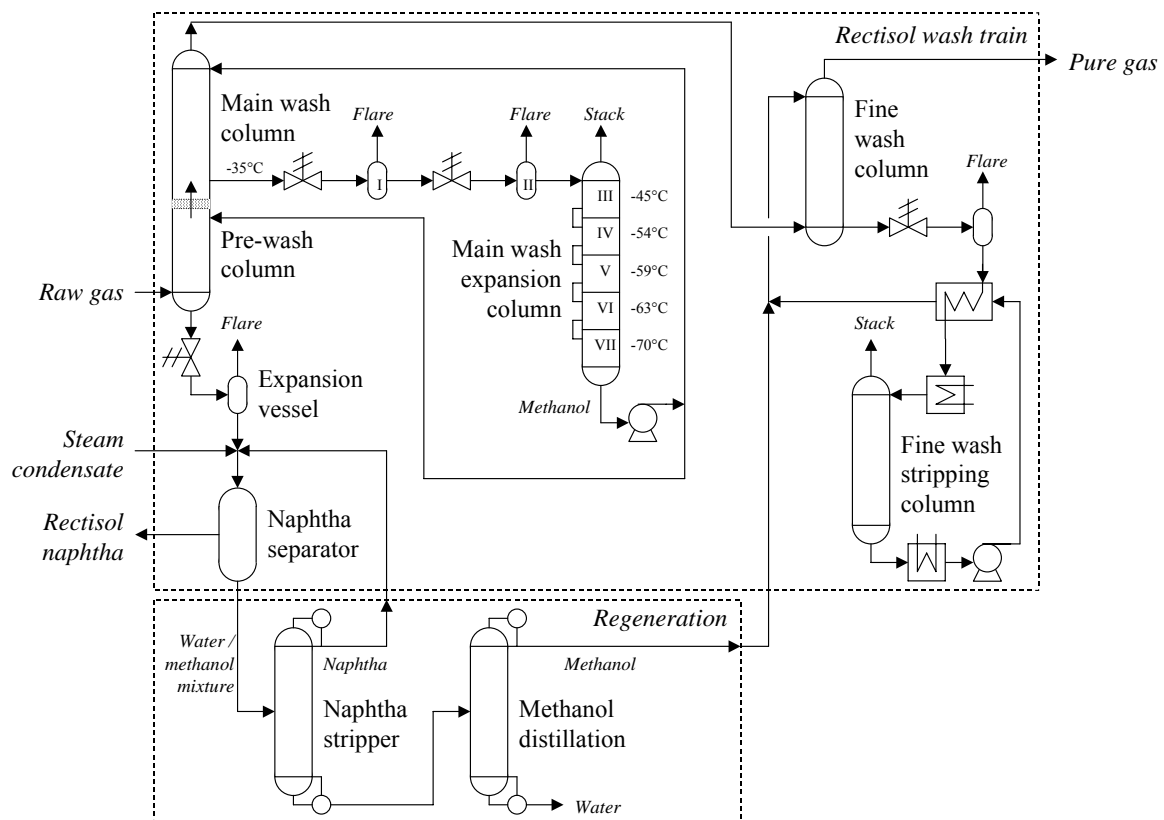 Rectisol wash train
Pure gas
Main wash
column
Flare
Flare
Stack
Fine
wash
column
Flare
-35°C
I
II
III
-45°C
IV
-54°C
V
-59°C
VI
-63°C
VII
-70°C
Pre-wash
column
Main wash
expansion
column
Raw gas
Flare
Stack
Expansion
vessel
Methanol
Steam
condensate
Fine wash
stripping
column
Rectisol
naphtha
Naphtha
separator
Regeneration
Water /
methanol
mixture
Naphtha
Methanol
Naphtha
stripper
Methanol
distillation
Water